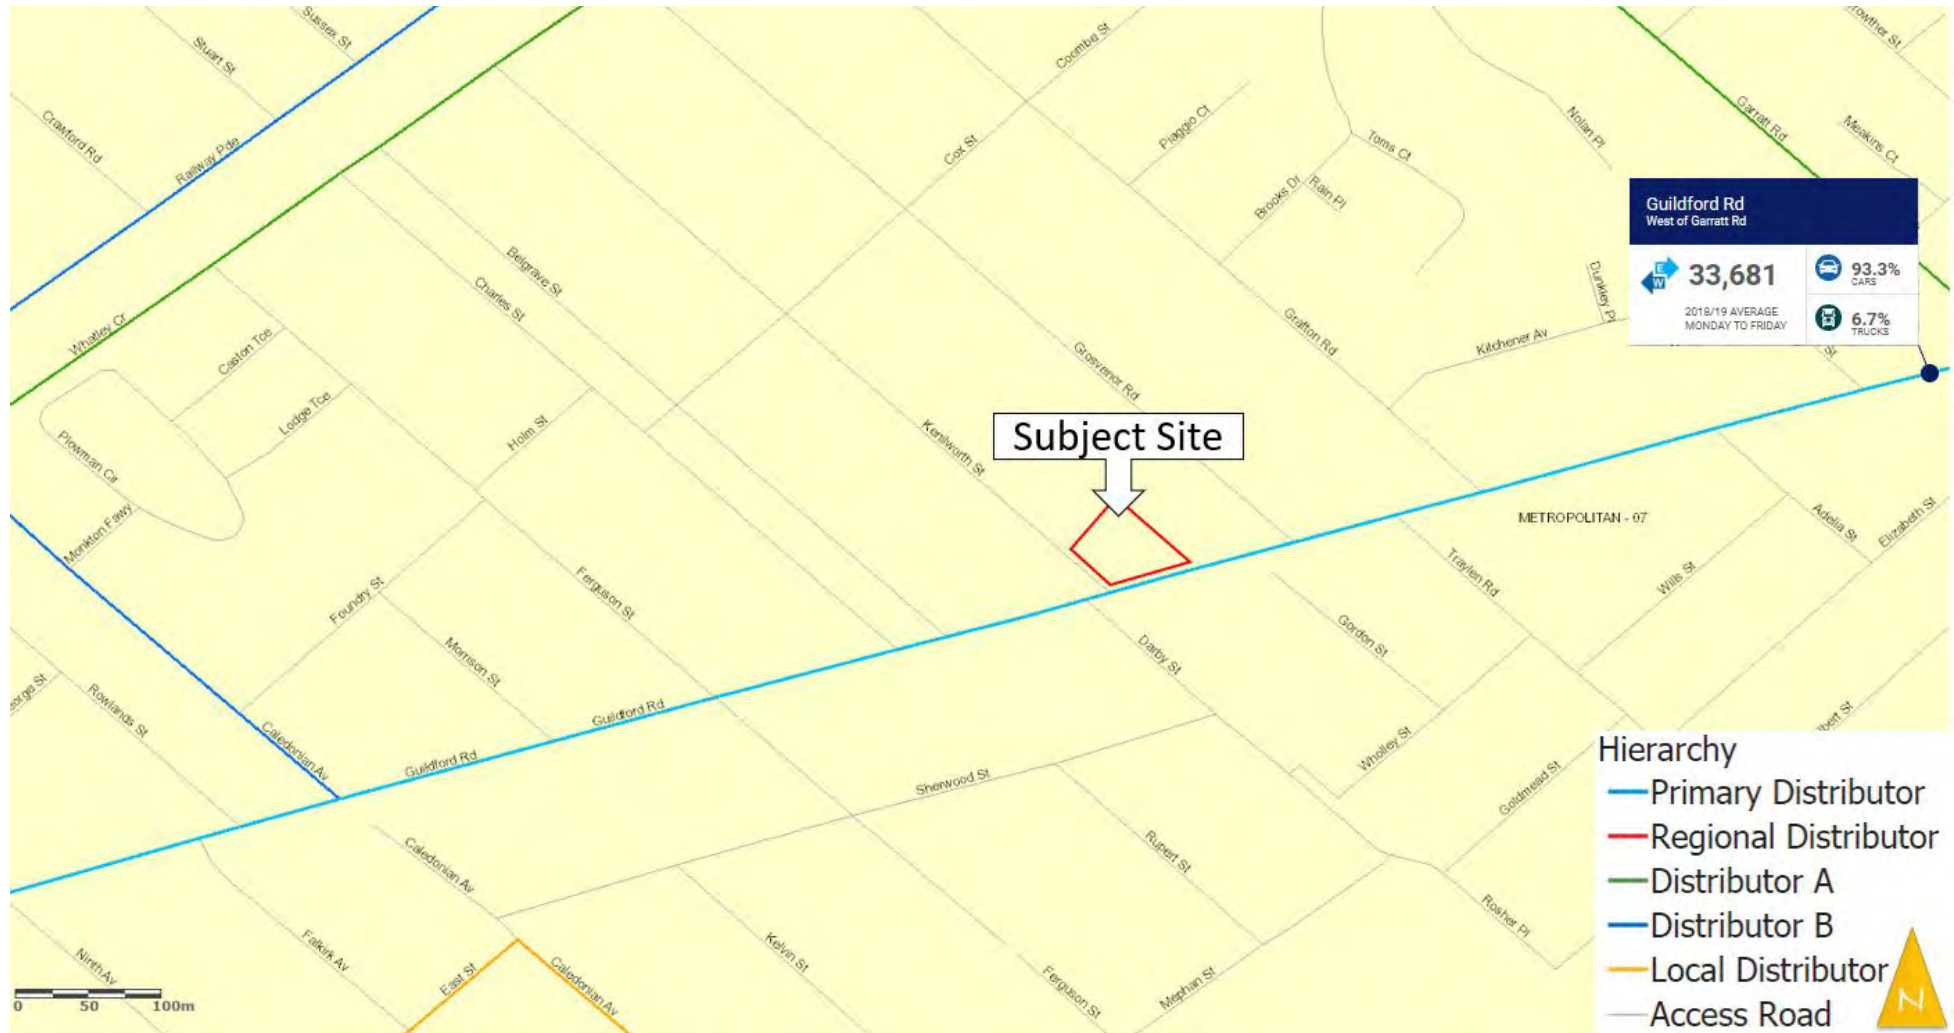 Sussex St
Stuart St
Crawford Rd
Railway Pde
Coombe St
Cox St
Piaggio Ct
Toms Ct
Nolan Pl
Garratt Rd
Meakins Ct
Brooks Dr
Rain Pl
Dunkley Pl
Guildford Rd
West of Garratt Rd
E
W
33,681
2018/19 AVERAGE
MONDAY TO FRIDAY
93.3%
CARS
6.7%
TRUCKS
St
Belgrave St
Charles St
Whatley Cr
Caston Tce
Lodge Tce
Holm St
Plowman Cir
Monkton Fawy
Grosvenor Rd
Grafton Rd
Kitchener Av
Kenilworth St
Subject Site
METROPOLITAN - 07
Adelia St
Elizabeth St
Traylen Rd
Wills St
Foundry St
Ferguson St
Morrison St
Gordon St
Darby St
Rowlands St
Caledonian Av
Guildford Rd
Guildford Rd
Sherwood St
Wholley St
Goldmead St
Caledonian Av
Rupert St
Rosher Pl
Ninth Av
Falkirk Av
East St
Caledonian Av
Kelvin St
Ferguson St
Mephan St
0 50 100m
Hierarchy
Primary Distributor
Regional Distributor
Distributor A
Distributor B
Local Distributor
Access Road
N